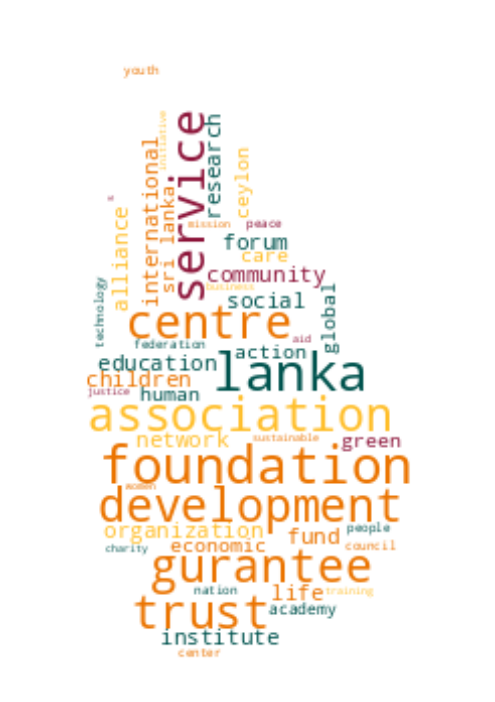 youth
service
research
initiative
international
sri lanka
ceylon
s
alliance
mission
peace
forum
care
community
business
social
global
technology
centre
federation
aid
action
education
lanka
children
justice
human
association
network
sustainable
green
foundation
women
development
organization
fund
people
charity
economic
council
gurantee
nation
life
training
trust
academy
institute
center